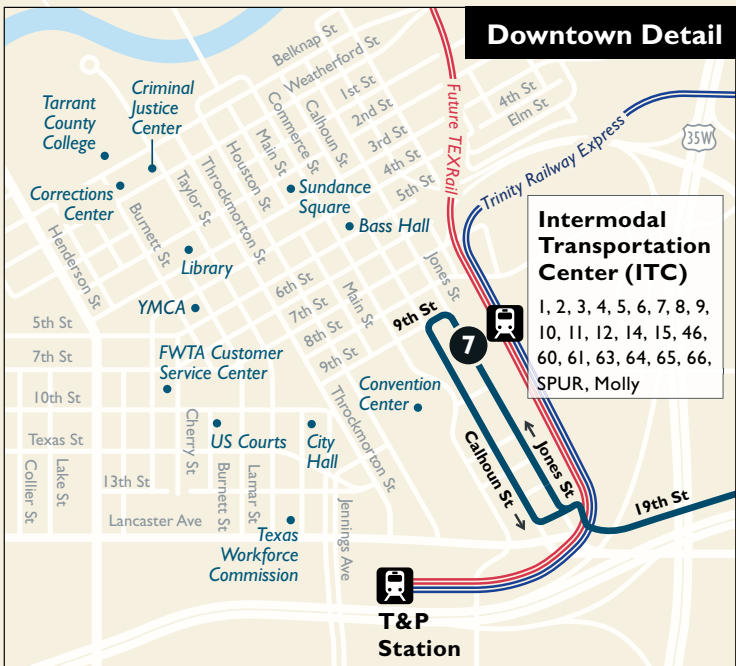 Downtown Detail
Belknap St
Weatherford St
1st St
2nd St
3rd St
4th St
5th St
4th St
Elm St
Future TEXRail
Trinity Railway Express
35W
Criminal
Justice
Center
Tarrant
County
College
Corrections
Center
Commerce St
Calhoun St
Main St
Houston St
Throckmorton St
Taylor St
Burnett St
Henderson St
Sundance
Square
Bass Hall
Library
YMCA
Intermodal
Transportation
Center (ITC)
1, 2, 3, 4, 5, 6, 7, 8, 9,
10, 11, 12, 14, 15, 46,
60, 61, 63, 64, 65, 66,
SPUR, Molly
6th St
7th St
8th St
9th St
Main St
Jones St
9th St
7
5th St
7th St
10th St
Texas St
13th St
Lancaster Ave
FWTA Customer
Service Center
Convention
Center
US Courts
City
Hall
Throckmorton St
Cherry St
Burnett St
Lamar St
Collier St
Lake St
Jennings Ave
Calhoun St
Jones St
19th St
Texas
Workforce
Commission
T&P
Station